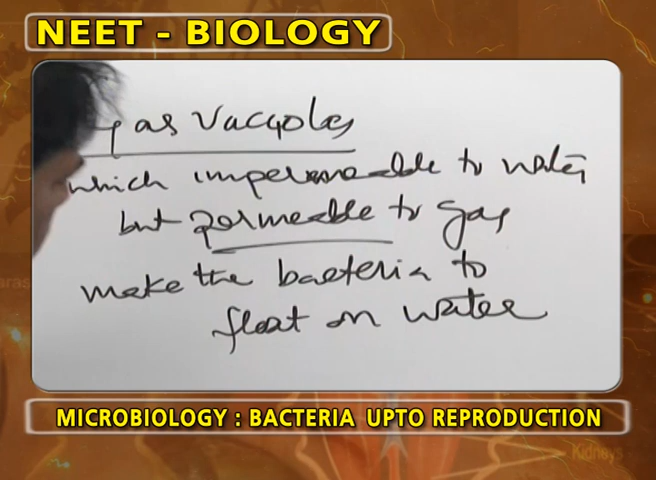 NEET - BIOLOGY
gas Vacuoles
which impermeable to water
but permeable to gas
make the bacteria to
float on water
MICROBIOLOGY : BACTERIA UPTO REPRODUCTION
Kidneys